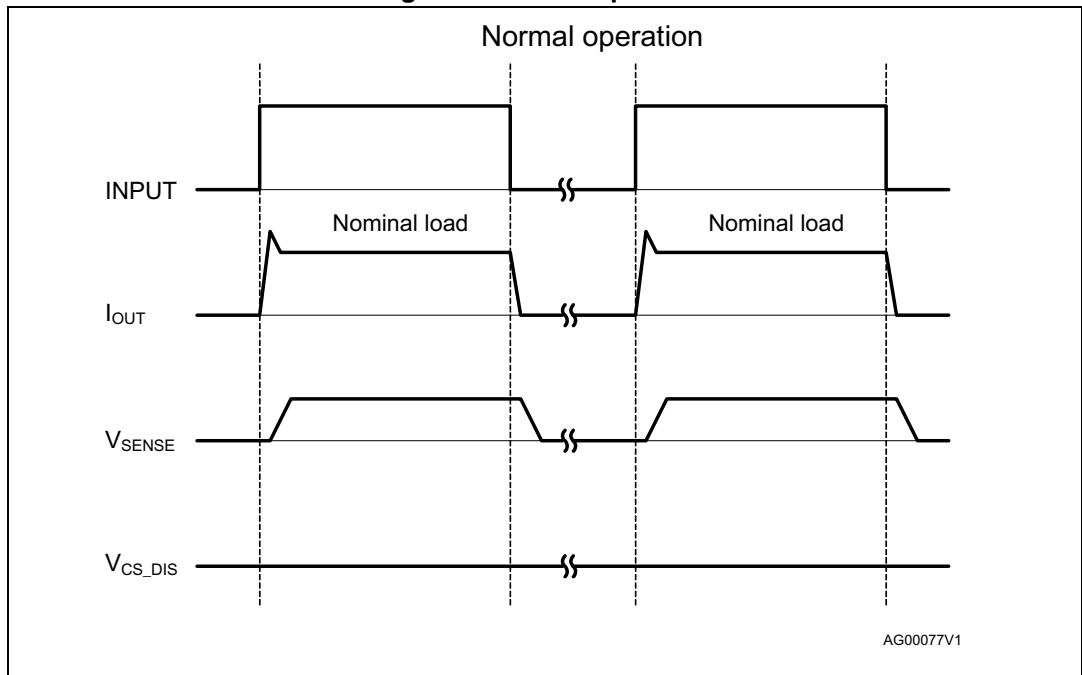 Normal operation
INPUT
Nominal load
Nominal load
IOUT
VSENSE
VCS_DIS
AG00077V1